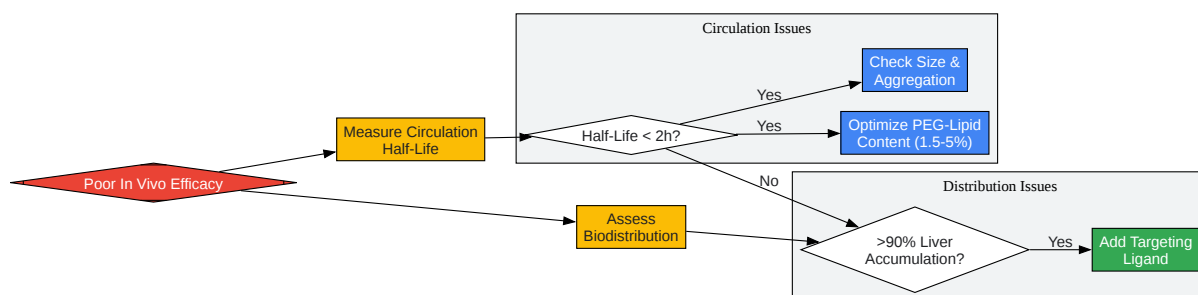 Circulation Issues
Check Size &
Aggregation
Yes
Measure Circulation
Half-Life
Half-Life < 2h?
Yes
Optimize PEG-Lipid
Content (1.5-5%)
Poor In Vivo Efficacy
No
Distribution Issues
Assess
Biodistribution
>90% Liver
Accumulation?
Yes
Add Targeting
Ligand